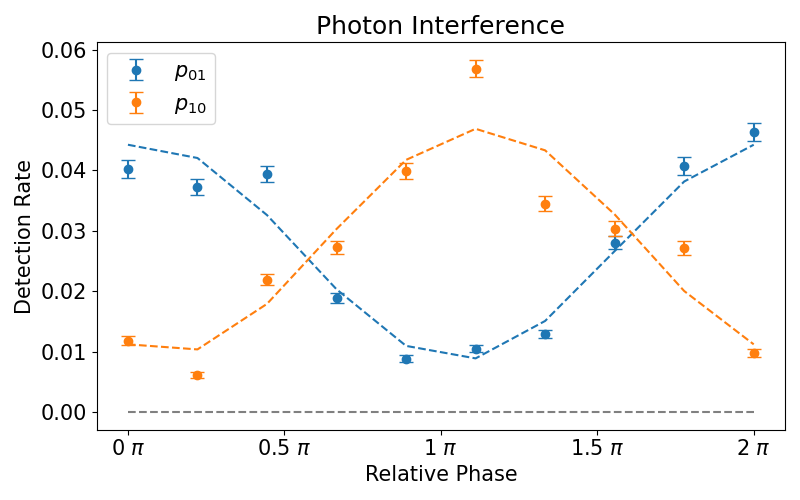 Photon Interference
0.06
0.05
0.04
0.03
0.02
0.01
0.00
Detection Rate
p₀₁
p₁₀
0 π
0.5 π
1 π
1.5 π
2 π
Relative Phase